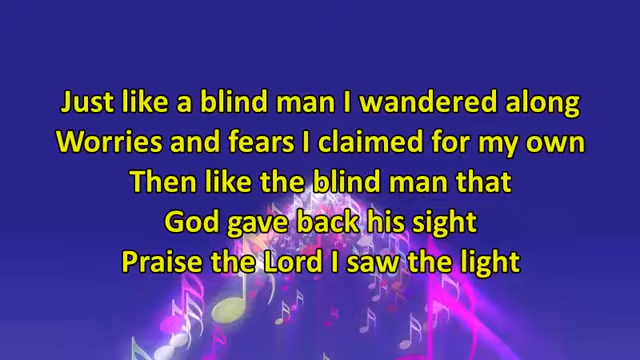 Just like a blind man I wandered along
Worries and fears I claimed for my own
Then like the blind man that
God gave back his sight
Praise the Lord I saw the light